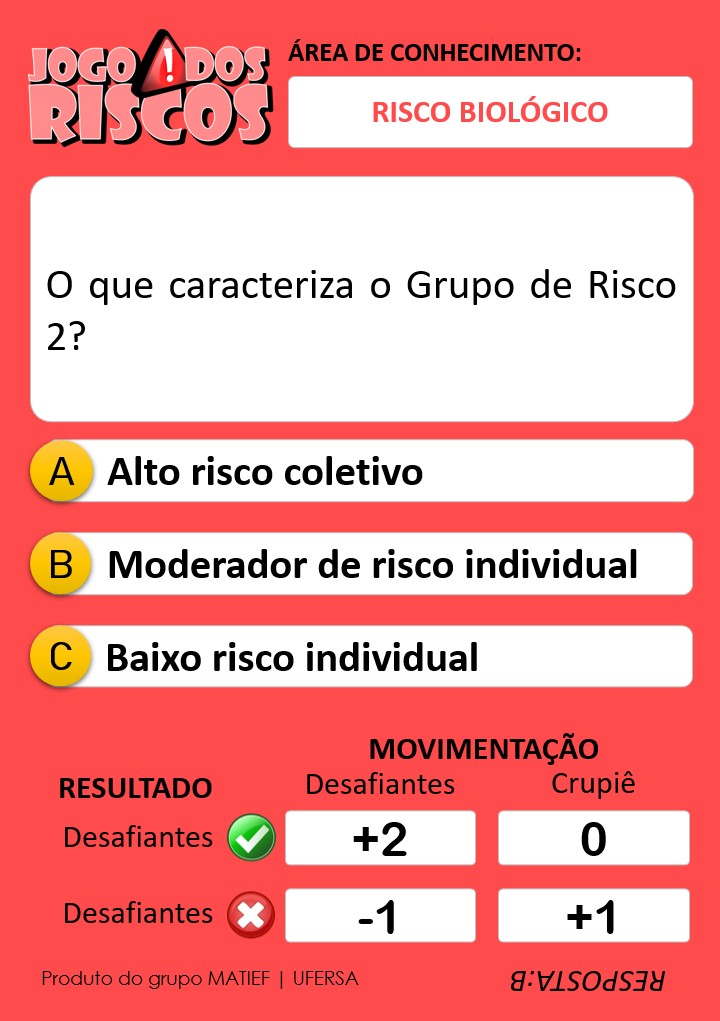 JOGO DOS
RISCOS
ÁREA DE CONHECIMENTO:
RISCO BIOLÓGICO
O que caracteriza o Grupo de Risco
2?
A Alto risco coletivo
B Moderador de risco individual
C Baixo risco individual
MOVIMENTAÇÃO
RESULTADO Desafiantes Crupiê
Desafiantes +2 0
Desafiantes -1 +1
Produto do grupo MATIEF | UFERSA
RESPOSTA:B